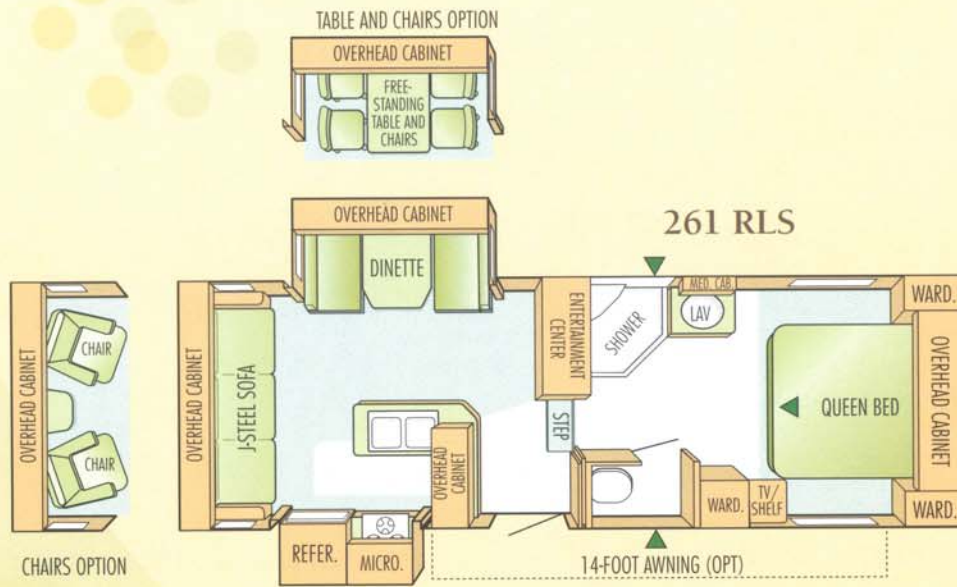 TABLE AND CHAIRS OPTION
OVERHEAD CABINET
FREE-
STANDING
TABLE AND
CHAIRS
261 RLS
OVERHEAD CABINET
DINETTE
ENTERTAINMENT
CENTER
SHOWER
MED. CAB.
LAV
WARD.
OVERHEAD CABINET
CHAIR
CHAIR
CHAIRS OPTION
OVERHEAD CABINET
J-STEEL SOFA
OVERHEAD
CABINET
STEP
QUEEN BED
OVERHEAD CABINET
WARD.
TV/
SHELF
WARD.
REFER.
MICRO.
14-FOOT AWNING (OPT)